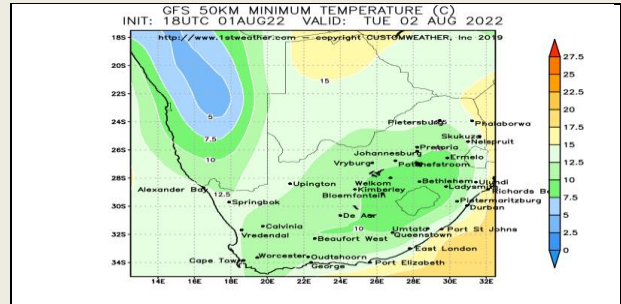 GFS 50KM MINIMUM TEMPERATURE (C)
INIT: 18UTC 01AUG22 VALID: TUE 02 AUG 2022
http://www.1stweather.com copyright CUSTOMWEATHER, Inc 2019
18S
20S
15
22S
5
24S
Pietersburg
Phalaborwa
7.5
Skukuza
26S
Pretoria
Nelspruit
10
Johannesburg
Ermelo
Vryburg
Potchefstroom
28S
12.5
Alexander Bay
Upington
Welkom
Bethlehem
Ulundi
Kimberley
Ladysmith
Bloemfontein
Richards B
30S
Springbok
Pietermaritzburg
De Aar
Durban
Calvinia
10
Umtata
Port St Johns
32S
Vredendal
Beaufort West
Queenstown
East London
34S
Cape Town
Worcester
Oudtshoorn
George
Port Elizabeth
14E 16E 18E 20E 22E 24E 26E 28E 30E 32E
27.5
25
22.5
20
17.5
15
12.5
10
7.5
5
2.5
0